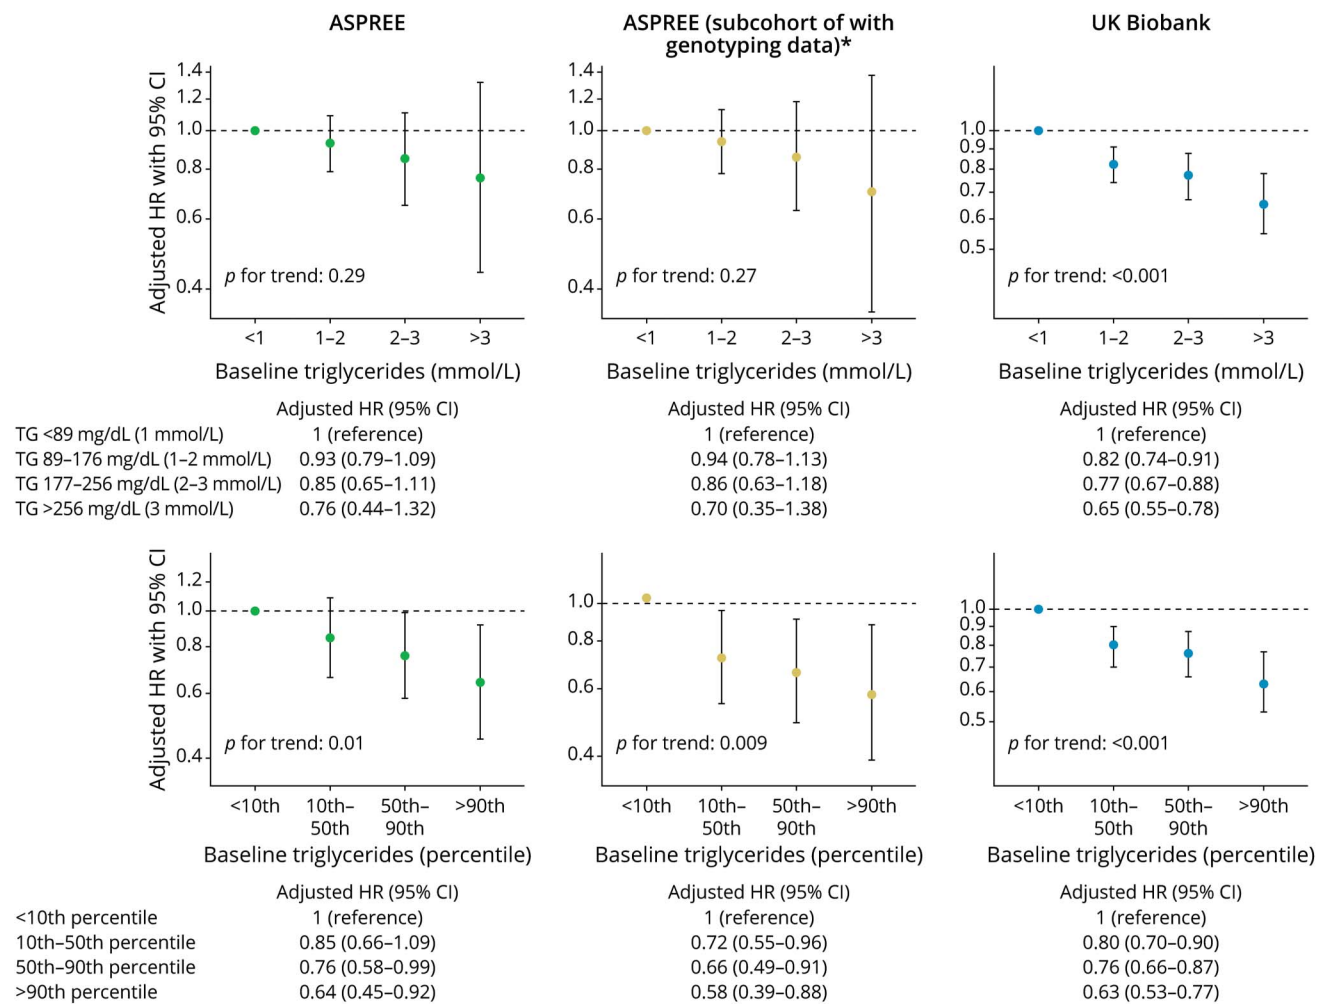 ASPREE
ASPREE (subcohort of with
genotyping data)*
UK Biobank
Adjusted HR with 95% CI
1.4
1.2
1.0
0.8
0.6
0.4
p for trend: 0.29
<1 1–2 2–3 >3
Baseline triglycerides (mmol/L)
1.4
1.2
1.0
0.8
0.6
0.4
p for trend: 0.27
<1 1–2 2–3 >3
Baseline triglycerides (mmol/L)
1.0
0.9
0.8
0.7
0.6
0.5
p for trend: <0.001
<1 1–2 2–3 >3
Baseline triglycerides (mmol/L)
Adjusted HR (95% CI) Adjusted HR (95% CI) Adjusted HR (95% CI)
TG <89 mg/dL (1 mmol/L) 1 (reference) 1 (reference) 1 (reference)
TG 89–176 mg/dL (1–2 mmol/L) 0.93 (0.79–1.09) 0.94 (0.78–1.13) 0.82 (0.74–0.91)
TG 177–256 mg/dL (2–3 mmol/L) 0.85 (0.65–1.11) 0.86 (0.63–1.18) 0.77 (0.67–0.88)
TG >256 mg/dL (3 mmol/L) 0.76 (0.44–1.32) 0.70 (0.35–1.38) 0.65 (0.55–0.78)
Adjusted HR with 95% CI
1.2
1.0
0.8
0.6
0.4
p for trend: 0.01
<10th 10th– 50th– >90th
50th 90th
Baseline triglycerides (percentile)
1.0
0.8
0.6
0.4
p for trend: 0.009
<10th 10th– 50th– >90th
50th 90th
Baseline triglycerides (percentile)
1.0
0.9
0.8
0.7
0.6
0.5
p for trend: <0.001
<10th 10th– 50th– >90th
50th 90th
Baseline triglycerides (percentile)
Adjusted HR (95% CI) Adjusted HR (95% CI) Adjusted HR (95% CI)
<10th percentile 1 (reference) 1 (reference) 1 (reference)
10th–50th percentile 0.85 (0.66–1.09) 0.72 (0.55–0.96) 0.80 (0.70–0.90)
50th–90th percentile 0.76 (0.58–0.99) 0.66 (0.49–0.91) 0.76 (0.66–0.87)
>90th percentile 0.64 (0.45–0.92) 0.58 (0.39–0.88) 0.63 (0.53–0.77)